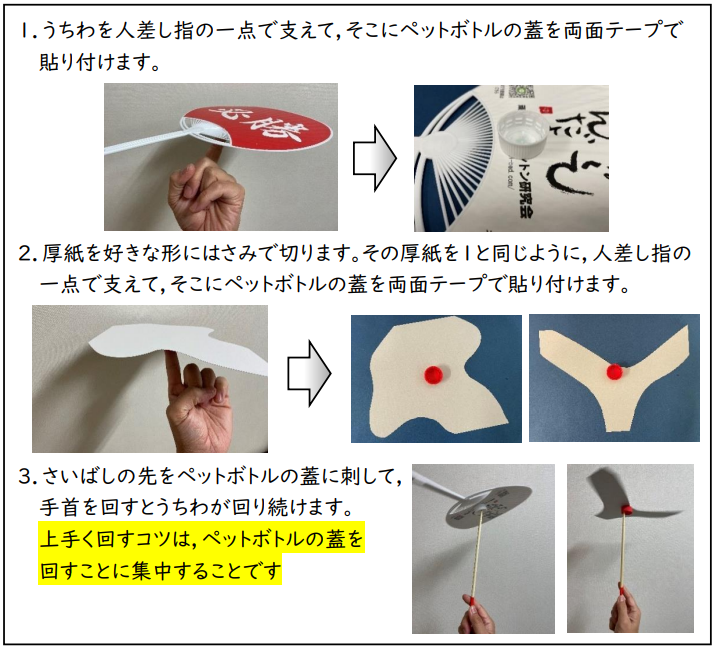 1.うちわを人差し指の一点で支えて,そこにペットボトルの蓋を両面テープで
貼り付けます。
必勝
ットン研究会
2.厚紙を好きな形にはさみで切ります。その厚紙を1と同じように,人差し指の
一点で支えて,そこにペットボトルの蓋を両面テープで貼り付けます。
3.さいばしの先をペットボトルの蓋に刺して,
手首を回すとうちわが回り続けます。
上手く回すコツは,ペットボトルの蓋を
回すことに集中することです